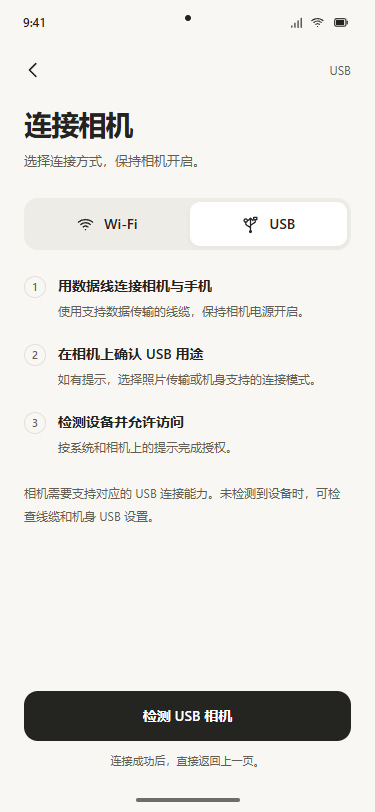 9:41
USB
连接相机
选择连接方式，保持相机开启。
Wi-Fi
USB
1
用数据线连接相机与手机
使用支持数据传输的线缆，保持相机电源开启。
2
在相机上确认 USB 用途
如有提示，选择照片传输或机身支持的连接模式。
3
检测设备并允许访问
按系统和相机上的提示完成授权。
相机需要支持对应的 USB 连接能力。未检测到设备时，可检
查线缆和机身 USB 设置。
检测 USB 相机
连接成功后，直接返回上一页。